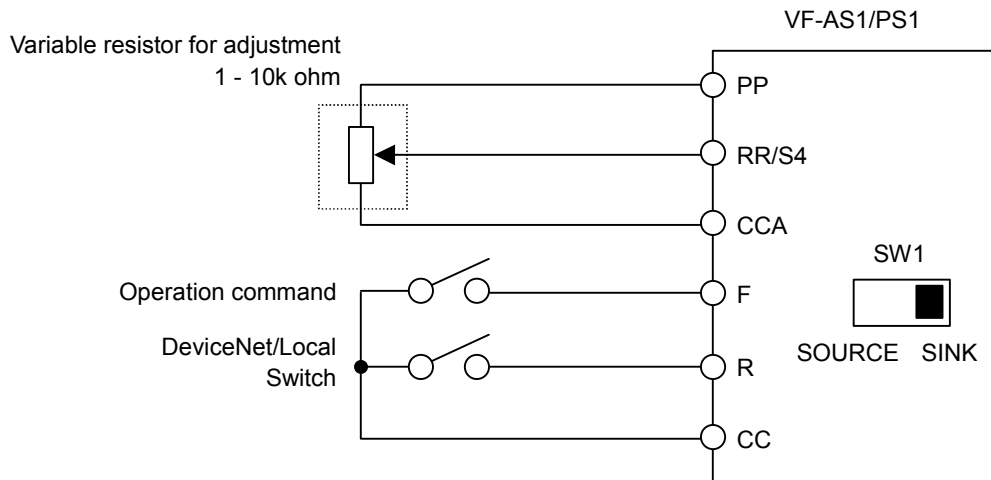 VF-AS1/PS1
Variable resistor for adjustment
1 - 10k ohm
PP
RR/S4
CCA
SW1
Operation command
F
DeviceNet/Local
Switch
R
SOURCE SINK
CC